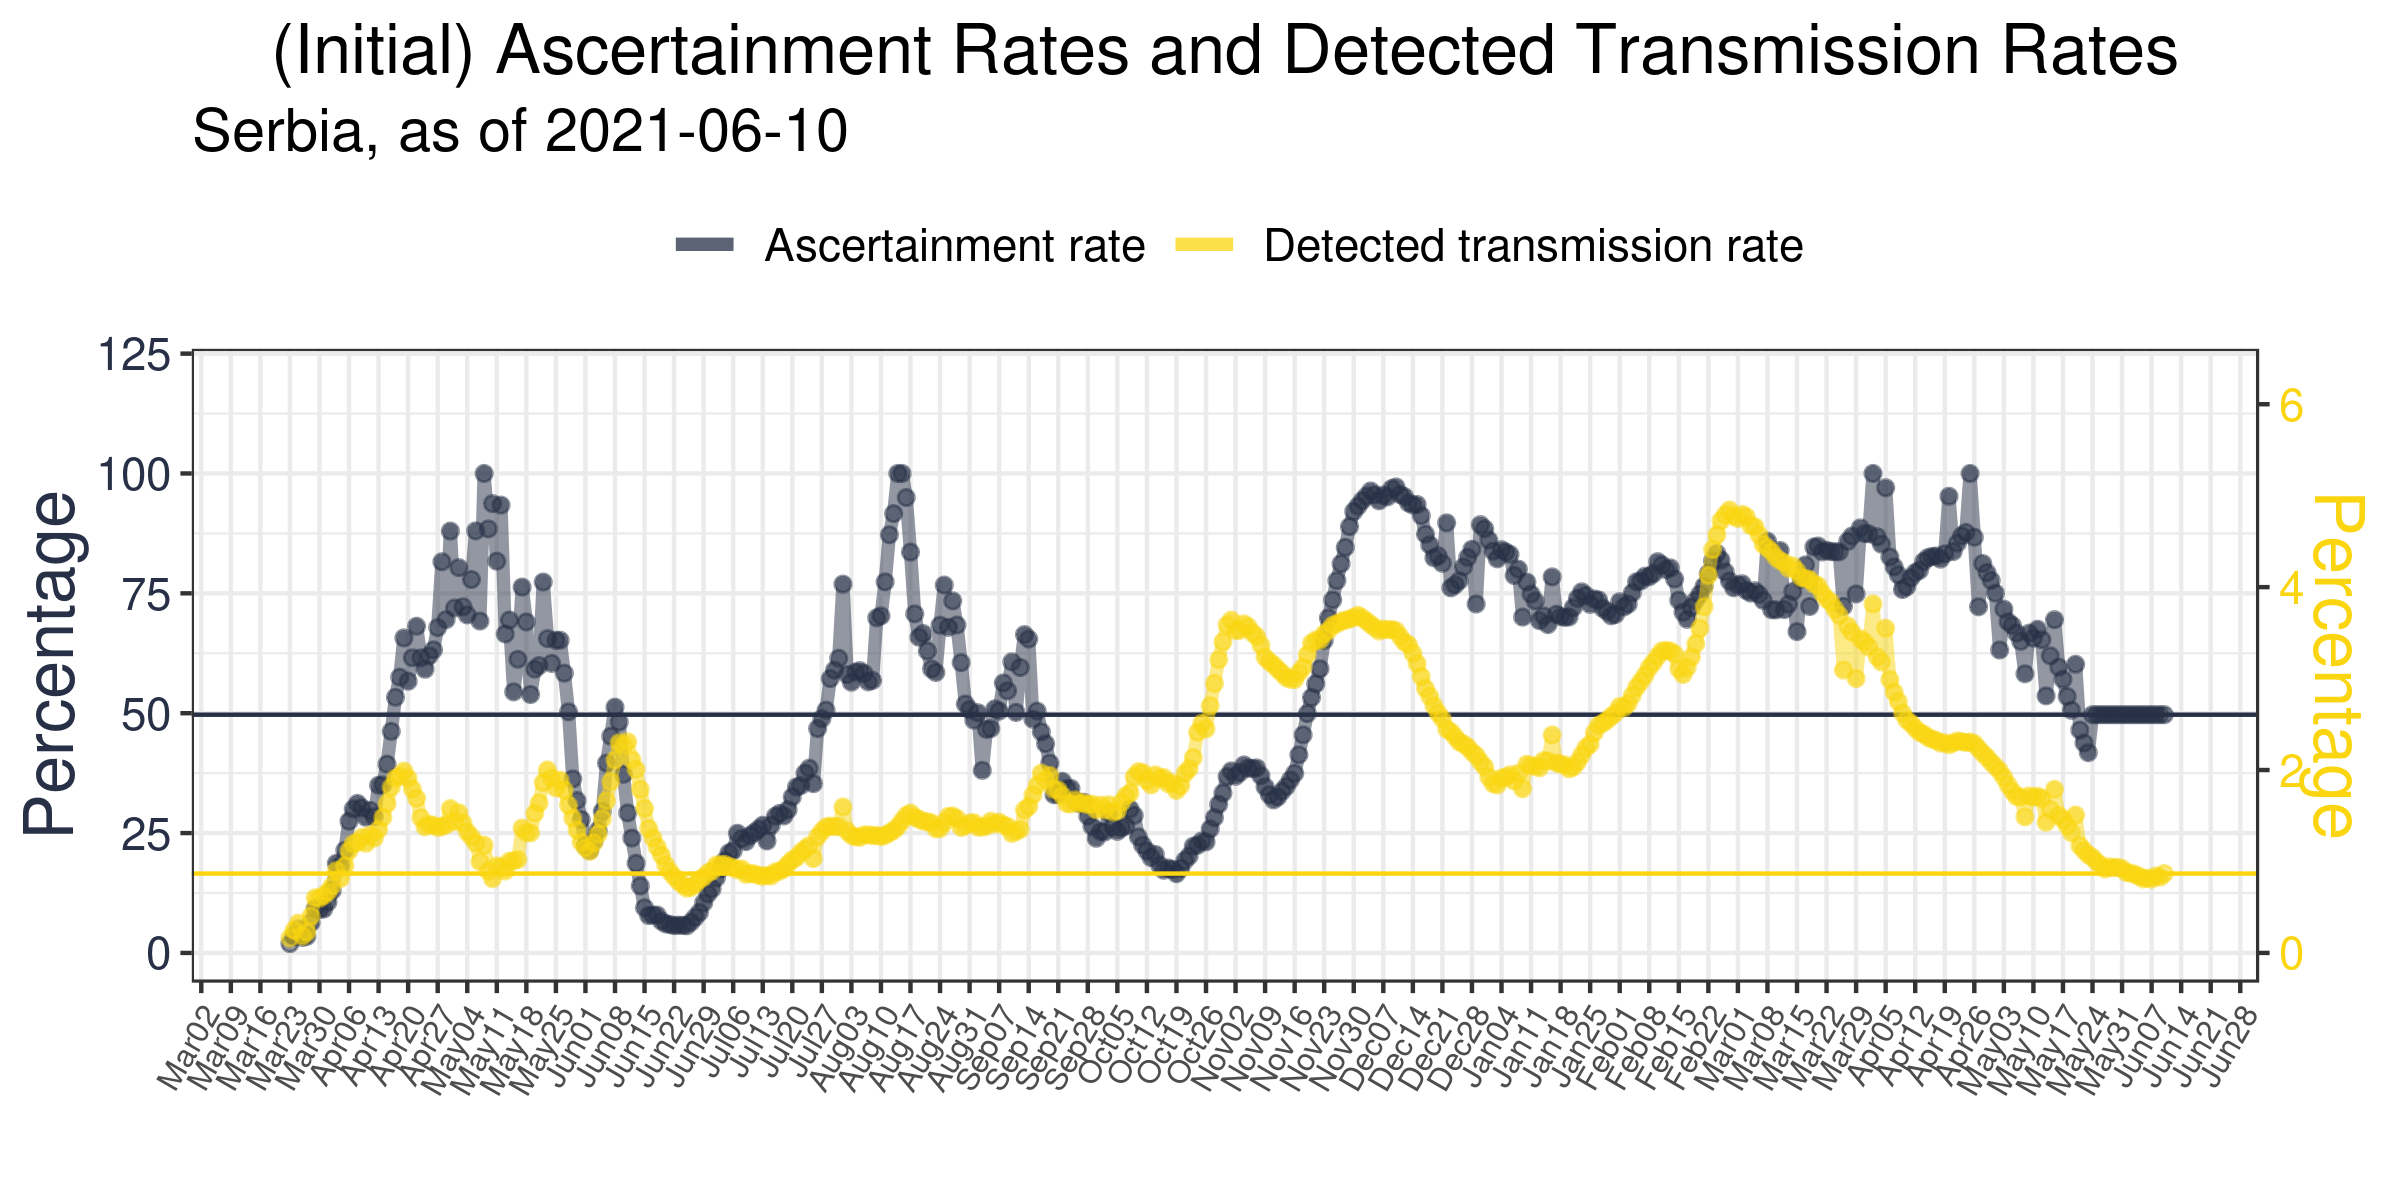 (Initial) Ascertainment Rates and Detected Transmission Rates
Serbia, as of 2021-06-10
Ascertainment rate
Detected transmission rate
Percentage
125
100
75
50
25
0
6
4
2
0
Percentage
Mar02
Mar09
Mar16
Mar23
Mar30
Apr06
Apr13
Apr20
Apr27
May04
May11
May18
May25
Jun01
Jun08
Jun15
Jun22
Jun29
Jul06
Jul13
Jul20
Jul27
Aug03
Aug10
Aug17
Aug24
Aug31
Sep07
Sep14
Sep21
Sep28
Oct05
Oct12
Oct19
Oct26
Nov02
Nov09
Nov16
Nov23
Nov30
Dec07
Dec14
Dec21
Dec28
Jan04
Jan11
Jan18
Jan25
Feb01
Feb08
Feb15
Feb22
Mar01
Mar08
Mar15
Mar22
Mar29
Apr05
Apr12
Apr19
Apr26
May03
May10
May17
May24
May31
Jun07
Jun14
Jun21
Jun28